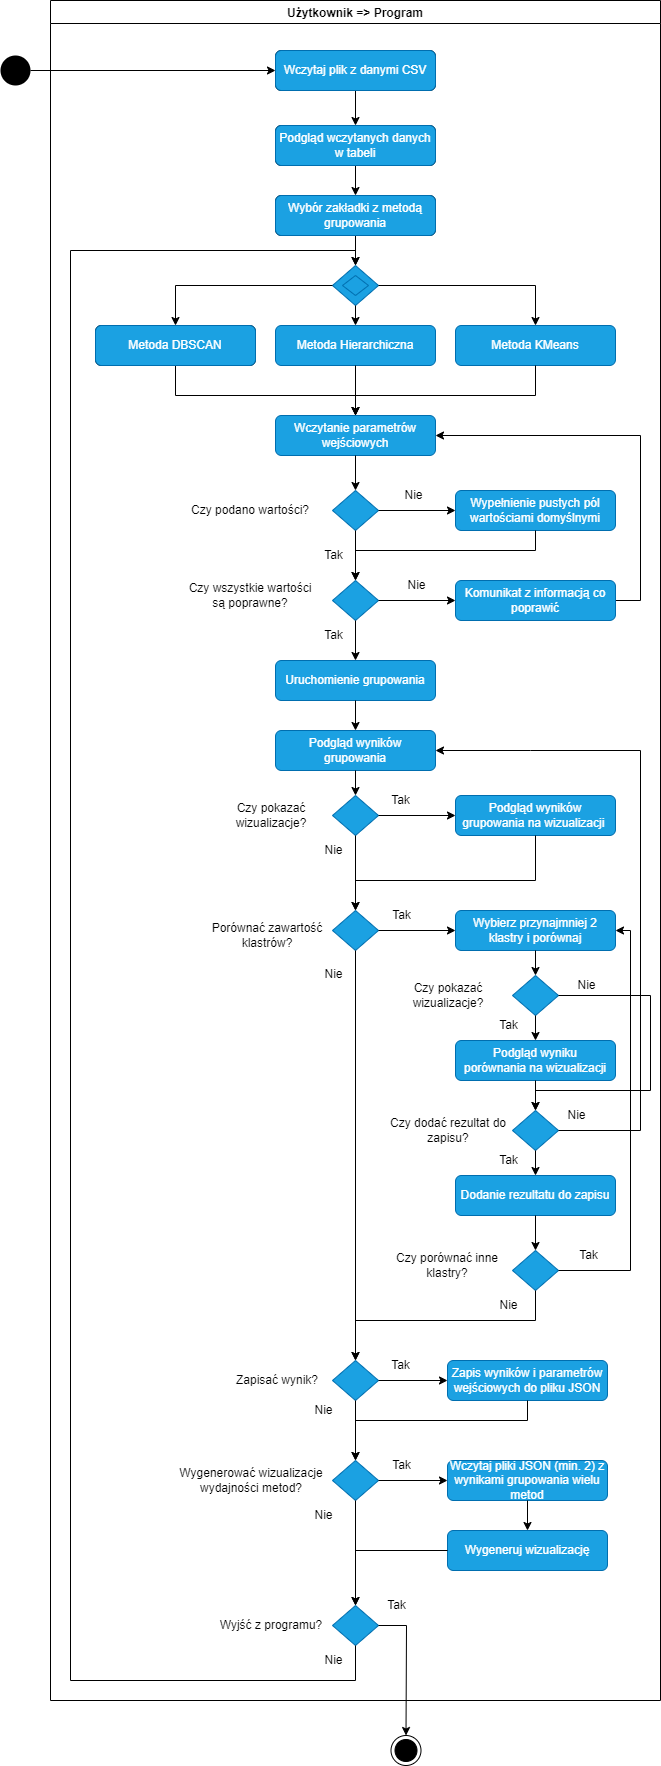 Użytkownik => Program
Wczytaj plik z danymi CSV
Podgląd wczytanych danych
w tabeli
Wybór zakładki z metodą
grupowania
Metoda DBSCAN
Metoda Hierarchiczna
Metoda KMeans
Wczytanie parametrów
wejściowych
Czy podano wartości?
Nie
Wypełnienie pustych pól
wartościami domyślnymi
Tak
Czy wszystkie wartości
są poprawne?
Nie
Komunikat z informacją co
poprawić
Tak
Uruchomienie grupowania
Podgląd wyników
grupowania
Czy pokazać
wizualizacje?
Tak
Podgląd wyników
grupowania na wizualizacji
Nie
Porównać zawartość
klastrów?
Tak
Wybierz przynajmniej 2
klastry i porównaj
Nie
Czy pokazać
wizualizacje?
Nie
Tak
Podgląd wyniku
porównania na wizualizacji
Czy dodać rezultat do
zapisu?
Nie
Tak
Dodanie rezultatu do zapisu
Czy porównać inne
klastry?
Tak
Nie
Zapisać wynik?
Tak
Zapis wyników i parametrów
wejściowych do pliku JSON
Nie
Wygenerować wizualizacje
wydajności metod?
Tak
Wczytaj pliki JSON (min. 2) z
wynikami grupowania wielu
metod
Nie
Wygeneruj wizualizację
Wyjść z programu?
Tak
Nie